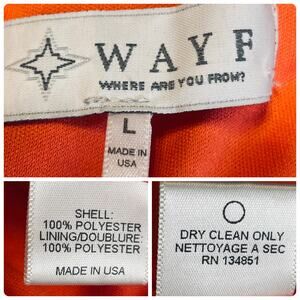 WAYF
WHERE ARE YOU FROM?
L
MADE IN
USA
SHELL:
100% POLYESTER
LINING/DOUBLURE:
100% POLYESTER
MADE IN USA
DRY CLEAN ONLY
NETTOYAGE A SEC
RN 134851